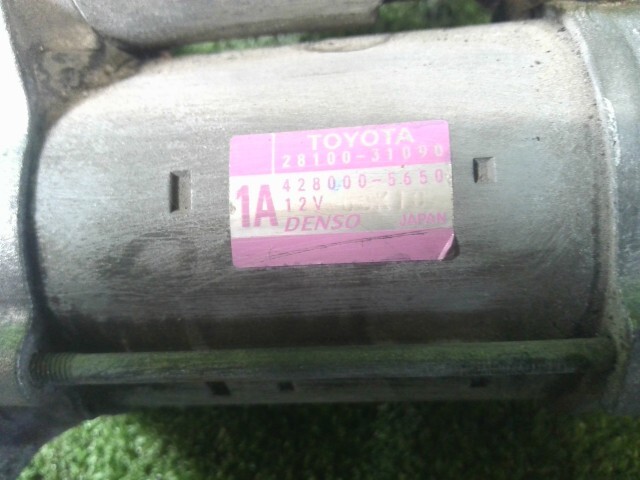 TOYOTA
28100-31090
1A 428000-5650
12V
DENSO JAPAN